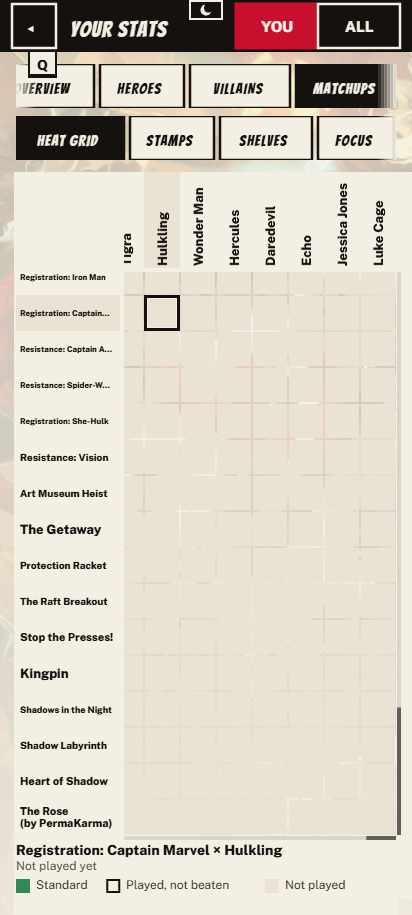 ◂ YOUR STATS YOU ALL
Q
VERVIEW HEROES VILLAINS MATCHUPS
HEAT GRID STAMPS SHELVES FOCUS
Tigra Hulkling Wonder Man Hercules Daredevil Echo Jessica Jones Luke Cage
Registration: Iron Man
Registration: Captain...
Resistance: Captain A...
Resistance: Spider-W...
Registration: She-Hulk
Resistance: Vision
Art Museum Heist
The Getaway
Protection Racket
The Raft Breakout
Stop the Presses!
Kingpin
Shadows in the Night
Shadow Labyrinth
Heart of Shadow
The Rose
(by PermaKarma)
Registration: Captain Marvel × Hulkling
Not played yet
Standard Played, not beaten Not played